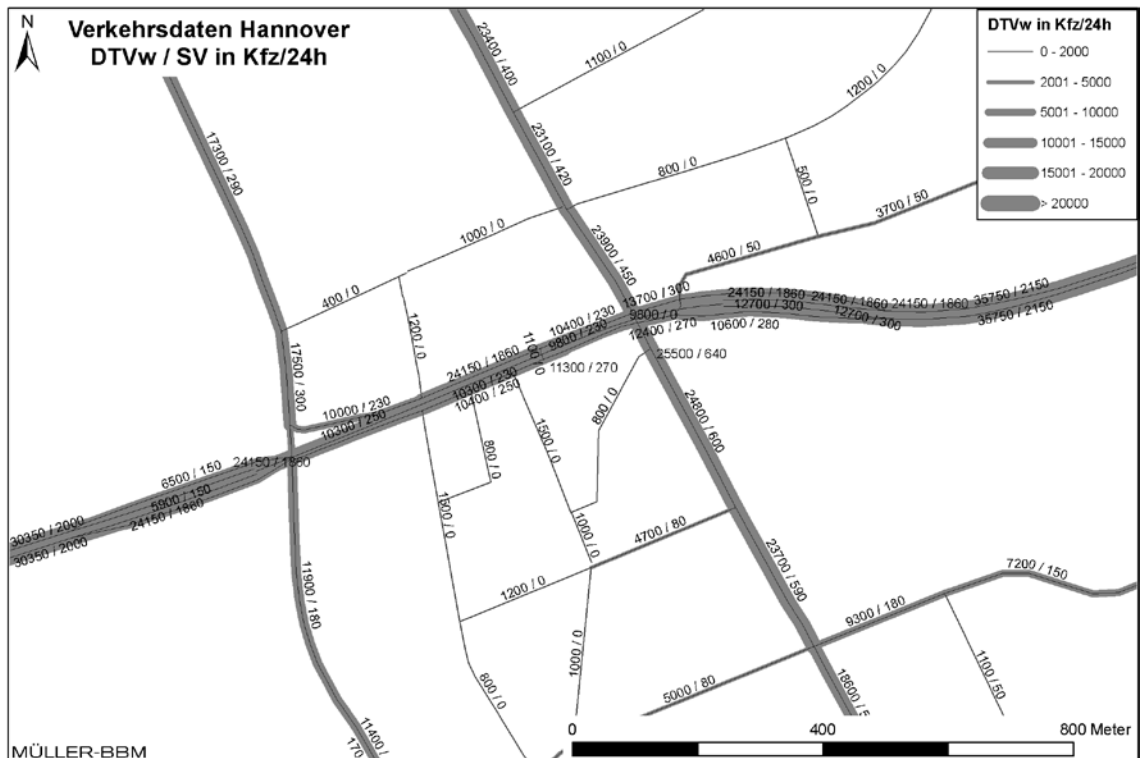 N
Verkehrsdaten Hannover
DTVw / SV in Kfz/24h
DTVw in Kfz/24h
0 - 2000
2001 - 5000
5001 - 10000
10001 - 15000
15001 - 20000
> 20000
23400 / 400
1100 / 0
1200 / 0
17300 / 290
23100 / 420
800 / 0
500 / 0
3700 / 50
1000 / 0
23900 / 450
4600 / 50
400 / 0
13700 / 300
24150 / 1860
24150 / 1860
24150 / 1860
35750 / 2150
1200 / 0
10400 / 230
9800 / 0
12700 / 300
12700 / 300
35750 / 2150
9800 / 230
12400 / 270
10600 / 280
17500 / 300
24150 / 1860
1100 / 0
11300 / 270
25500 / 640
10300 / 230
10400 / 250
10000 / 230
10300 / 250
800 / 0
24800 / 600
1500 / 0
800 / 0
6500 / 150
24150 / 1860
5900 / 150
24150 / 1860
30350 / 2000
30350 / 2000
1000 / 0
4700 / 80
23700 / 590
11900 / 180
1200 / 0
7200 / 150
9300 / 180
1000 / 0
1100 / 50
800 / 0
5000 / 80
18600 /
11400 /
170
0
400
800 Meter
MÜLLER-BBM